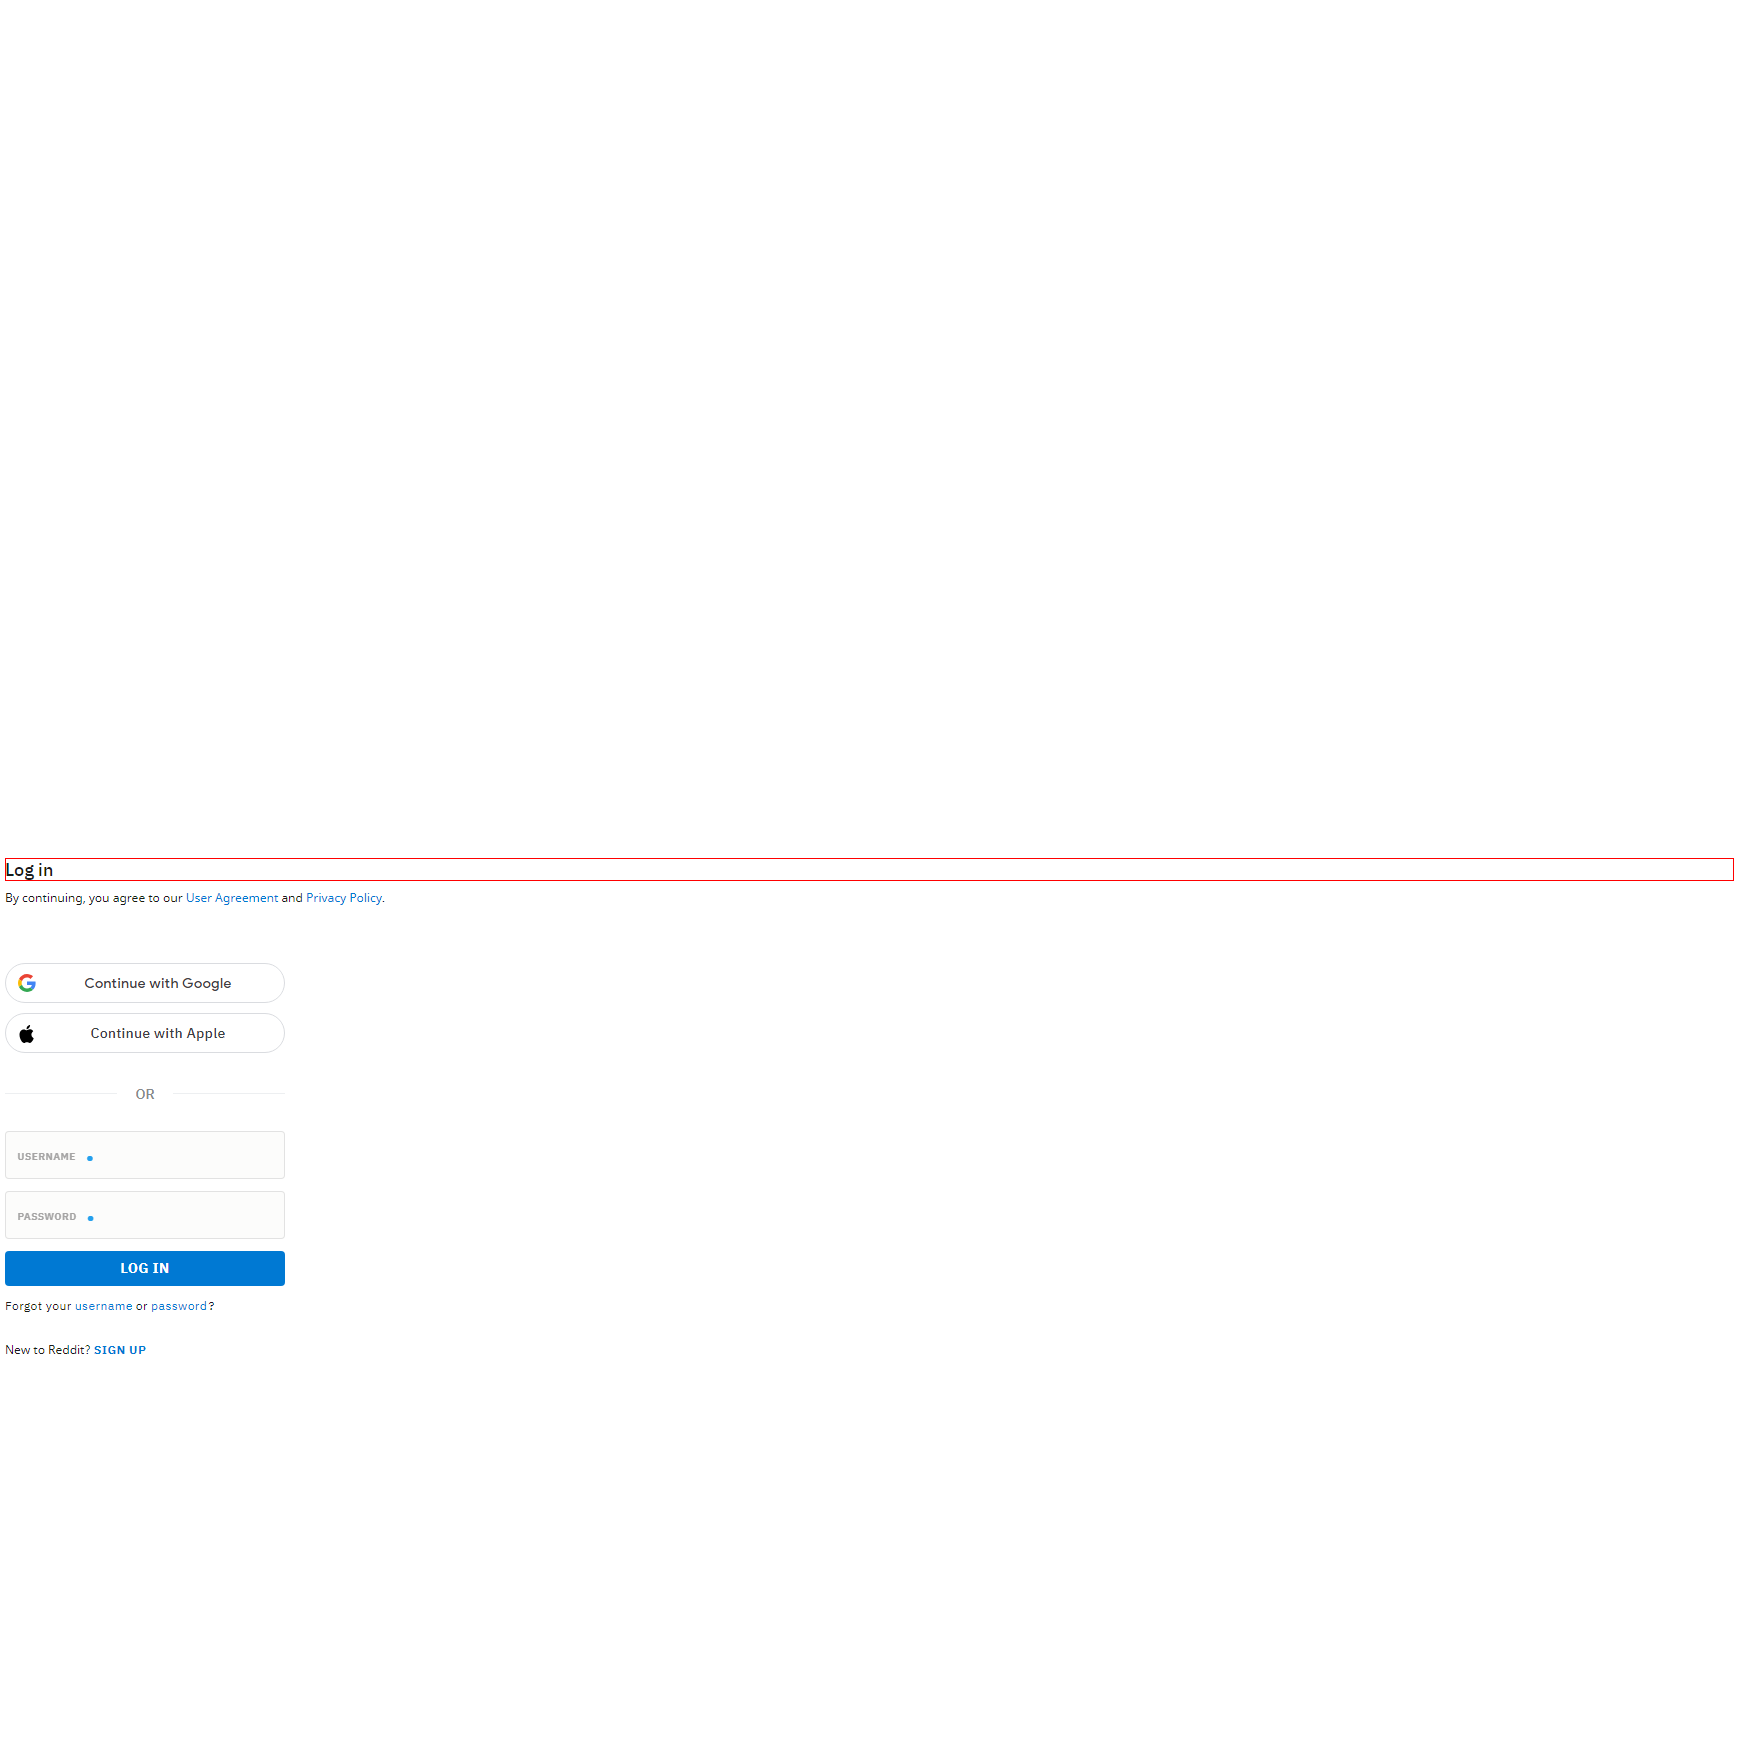 Log in
By continuing, you agree to our User Agreement and Privacy Policy.
Continue with Google
Continue with Apple
OR
USERNAME
PASSWORD
LOG IN
Forgot your username or password?
New to Reddit? SIGN UP